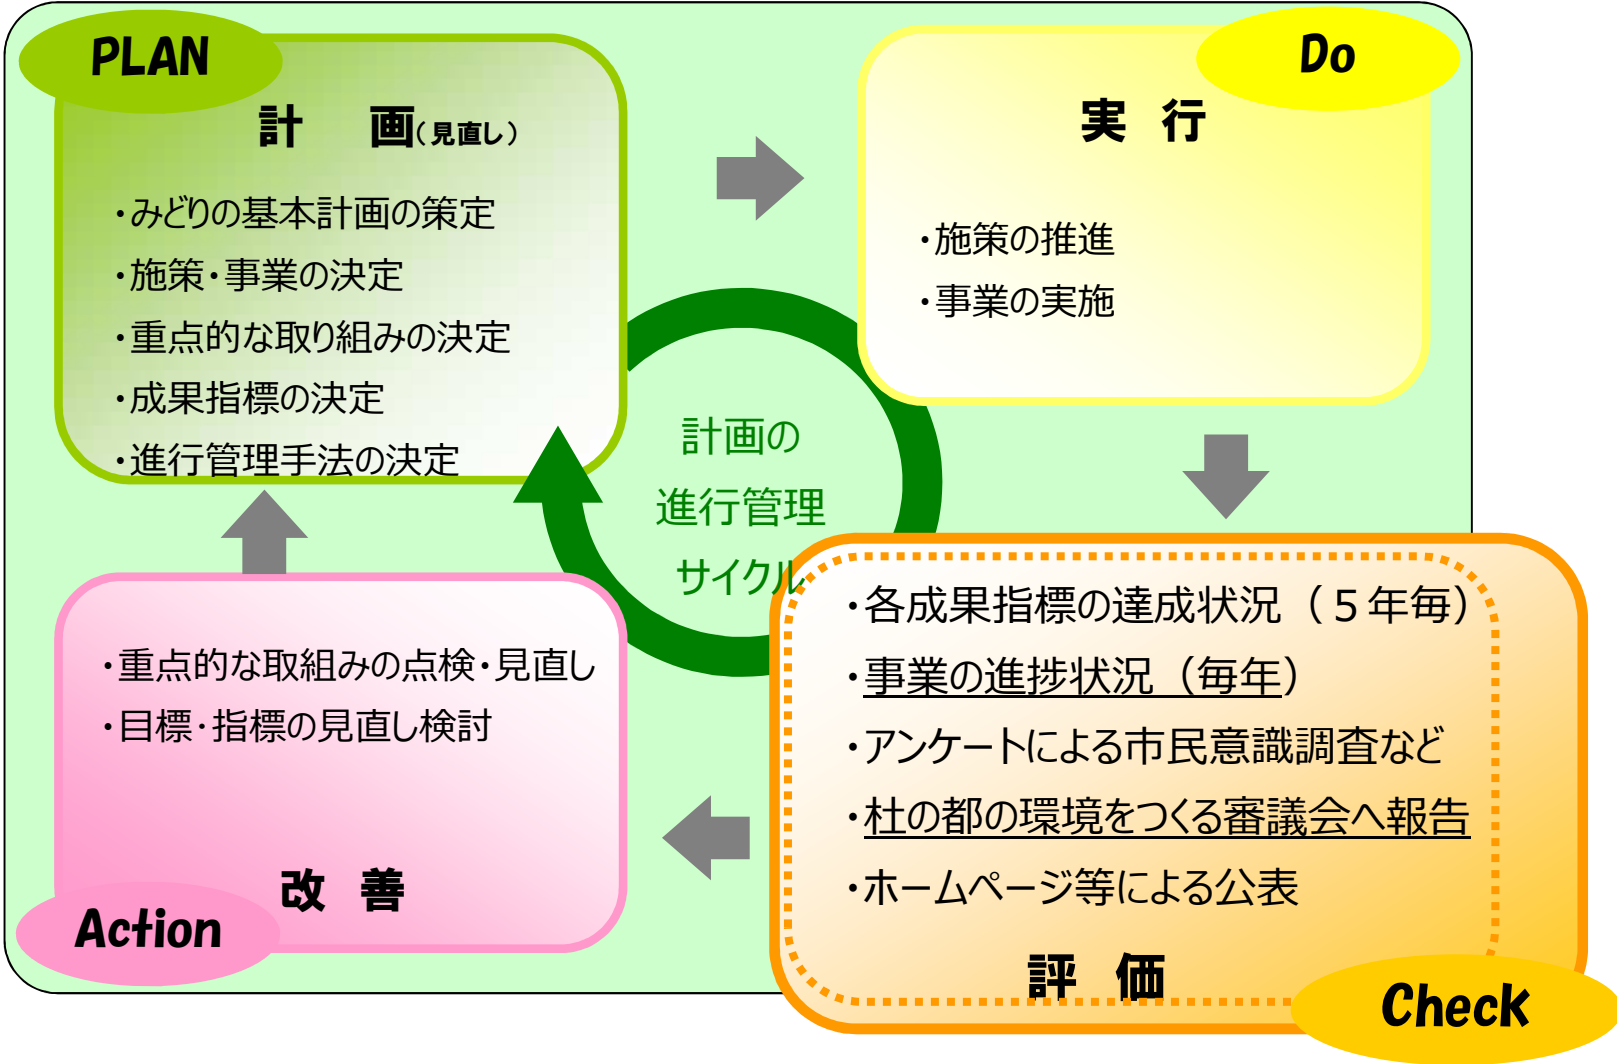 PLAN
計 画(見直し)
・みどりの基本計画の策定
・施策・事業の決定
・重点的な取り組みの決定
・成果指標の決定
・進行管理手法の決定
Do
実 行
・施策の推進
・事業の実施
計画の
進行管理
サイクル
・各成果指標の達成状況（５年毎）
・事業の進捗状況（毎年）
・アンケートによる市民意識調査など
・杜の都の環境をつくる審議会へ報告
・ホームページ等による公表
評 価
Check
・重点的な取組みの点検・見直し
・目標・指標の見直し検討
改 善
Action